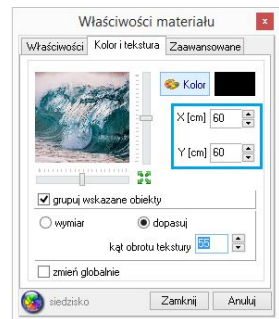 Właściwości materiału
x
Właściwości Kolor i tekstura Zaawansowane
Kolor
X [cm] 60
Y [cm] 60
grupuj wskazane obiekty
wymiar dopasuj
kąt obrotu tekstury 55
zmień globalnie
siedzisko Zamknij Anuluj